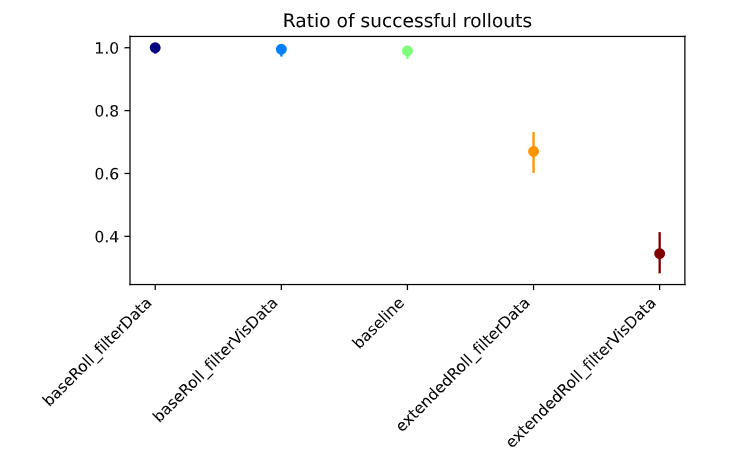 Ratio of successful rollouts
1.0
0.8
0.6
0.4
baseRoll_filterData
baseRoll_filterVisData
baseline
extendedRoll_filterData
extendedRoll_filterVisData